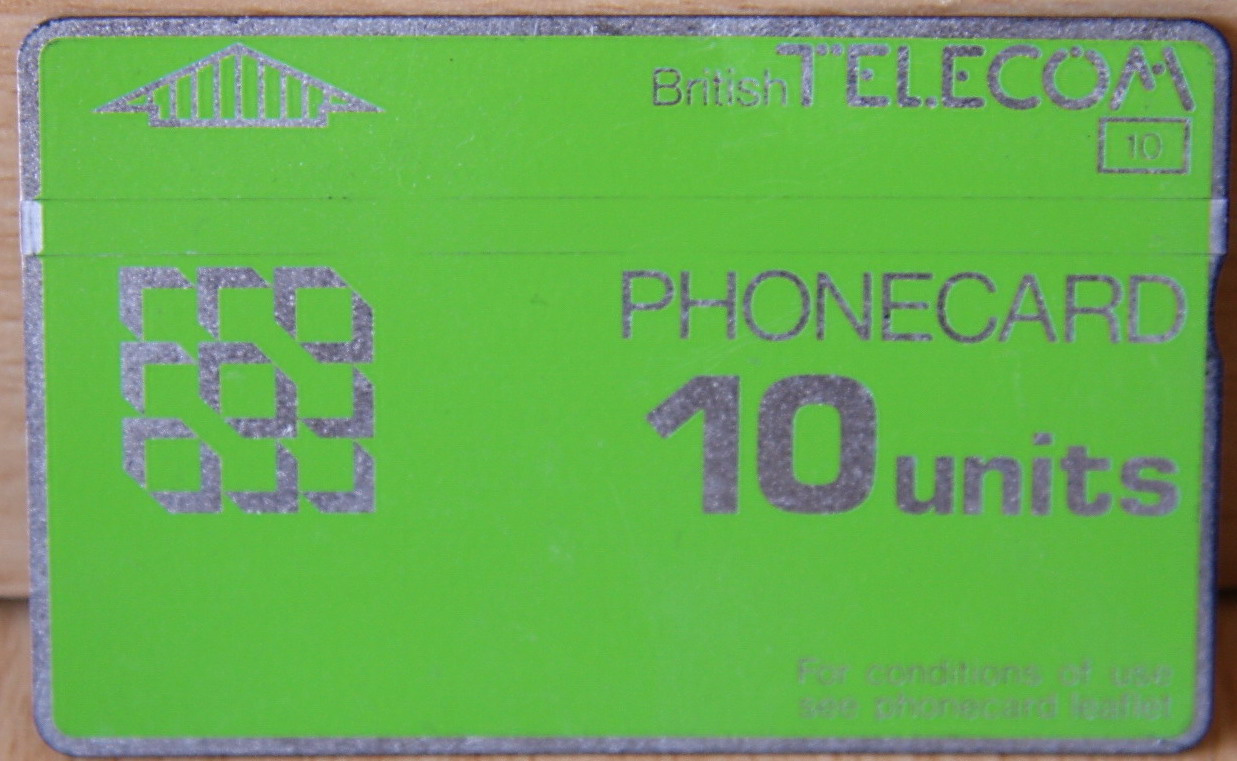 British TELECOM
10
PHONECARD
10 units
For conditions of use
see phonecard leaflet